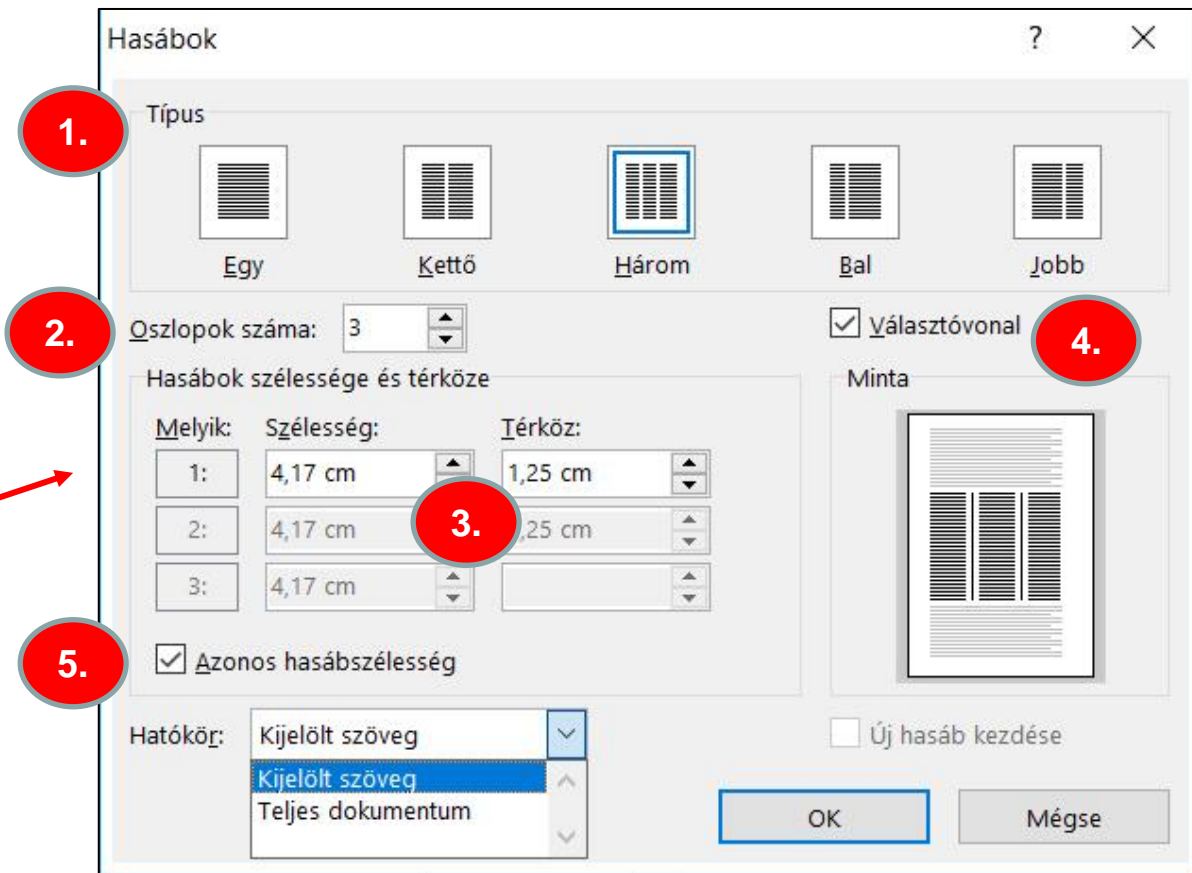 Hasábok ?
1.
Típus
Egy Kettő Három Bal Jobb
2.
Oszlopok száma: 3
Választóvonal
4.
Hasábok szélessége és térköze
Minta
Melyik: Szélesség: Térköz:
1: 4,17 cm 1,25 cm
2: 4,17 cm ,25 cm
3.
3: 4,17 cm
5.
Azonos hasábszélesség
Hatókör: Kijelölt szöveg
Új hasáb kezdése
Kijelölt szöveg
Teljes dokumentum
OK Mégse